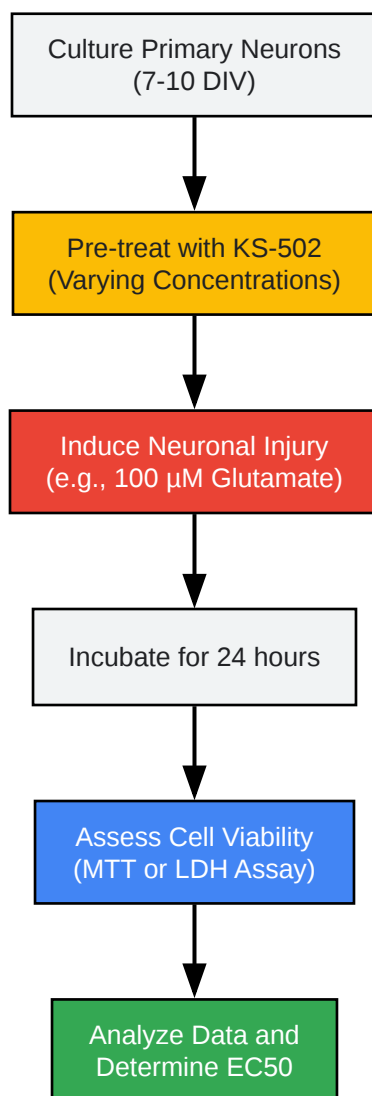 Culture Primary Neurons
(7-10 DIV)
Pre-treat with KS-502
(Varying Concentrations)
Induce Neuronal Injury
(e.g., 100 µM Glutamate)
Incubate for 24 hours
Assess Cell Viability
(MTT or LDH Assay)
Analyze Data and
Determine EC50